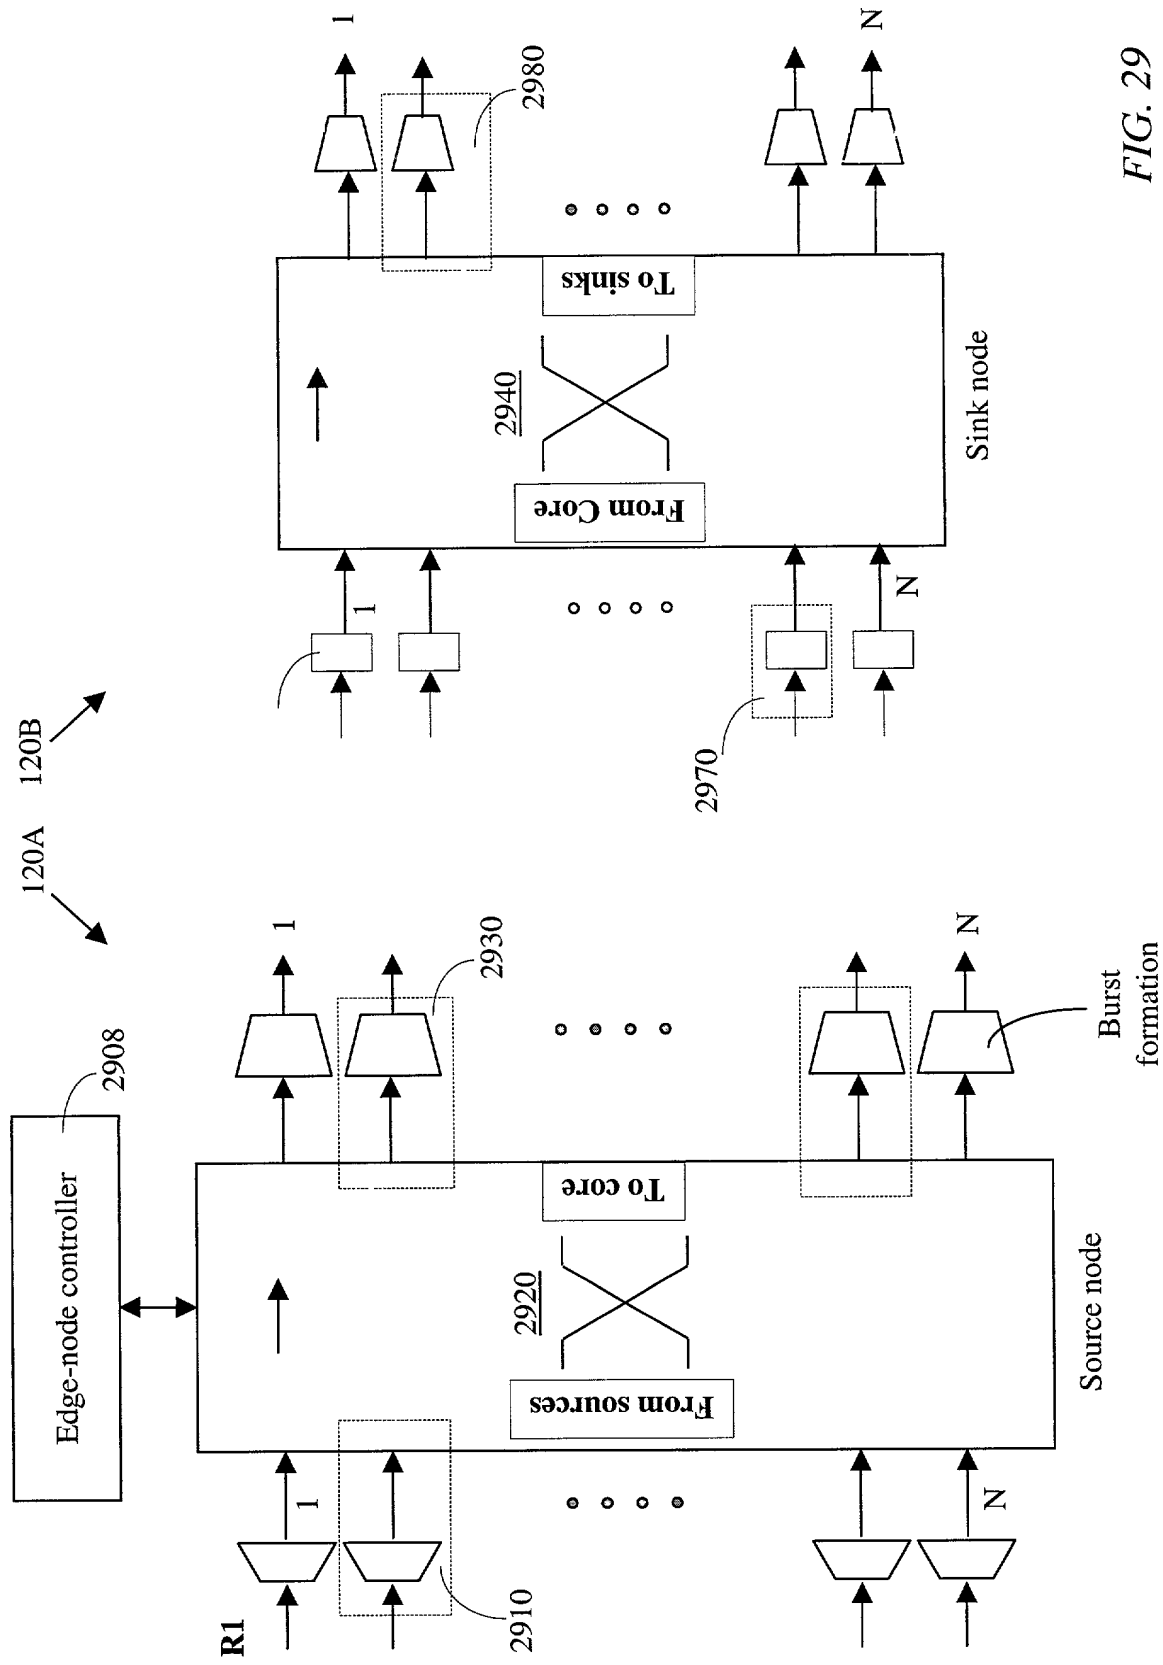 120A
120B
Edge-node controller
2908
R1
1
1
2910
2930
From sources
2920
To core
N
N
Burst
formation
Source node
1
1
2980
From Core
2940
To sinks
2970
N
N
Sink node
FIG. 29